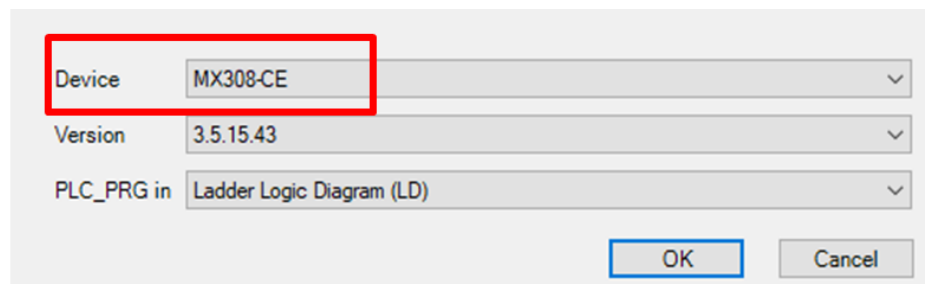 Device MX308-CE
Version 3.5.15.43
PLC_PRG in Ladder Logic Diagram (LD)
OK Cancel